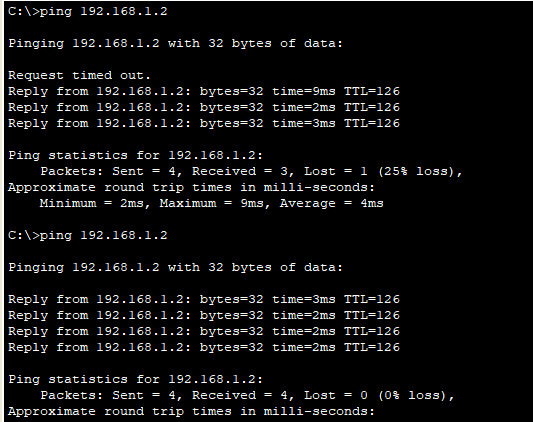 C:\>ping 192.168.1.2
Pinging 192.168.1.2 with 32 bytes of data:
Request timed out.
Reply from 192.168.1.2: bytes=32 time=9ms TTL=126
Reply from 192.168.1.2: bytes=32 time=2ms TTL=126
Reply from 192.168.1.2: bytes=32 time=3ms TTL=126
Ping statistics for 192.168.1.2:
    Packets: Sent = 4, Received = 3, Lost = 1 (25% loss),
Approximate round trip times in milli-seconds:
    Minimum = 2ms, Maximum = 9ms, Average = 4ms
C:\>ping 192.168.1.2
Pinging 192.168.1.2 with 32 bytes of data:
Reply from 192.168.1.2: bytes=32 time=3ms TTL=126
Reply from 192.168.1.2: bytes=32 time=2ms TTL=126
Reply from 192.168.1.2: bytes=32 time=2ms TTL=126
Reply from 192.168.1.2: bytes=32 time=2ms TTL=126
Ping statistics for 192.168.1.2:
    Packets: Sent = 4, Received = 4, Lost = 0 (0% loss),
Approximate round trip times in milli-seconds: